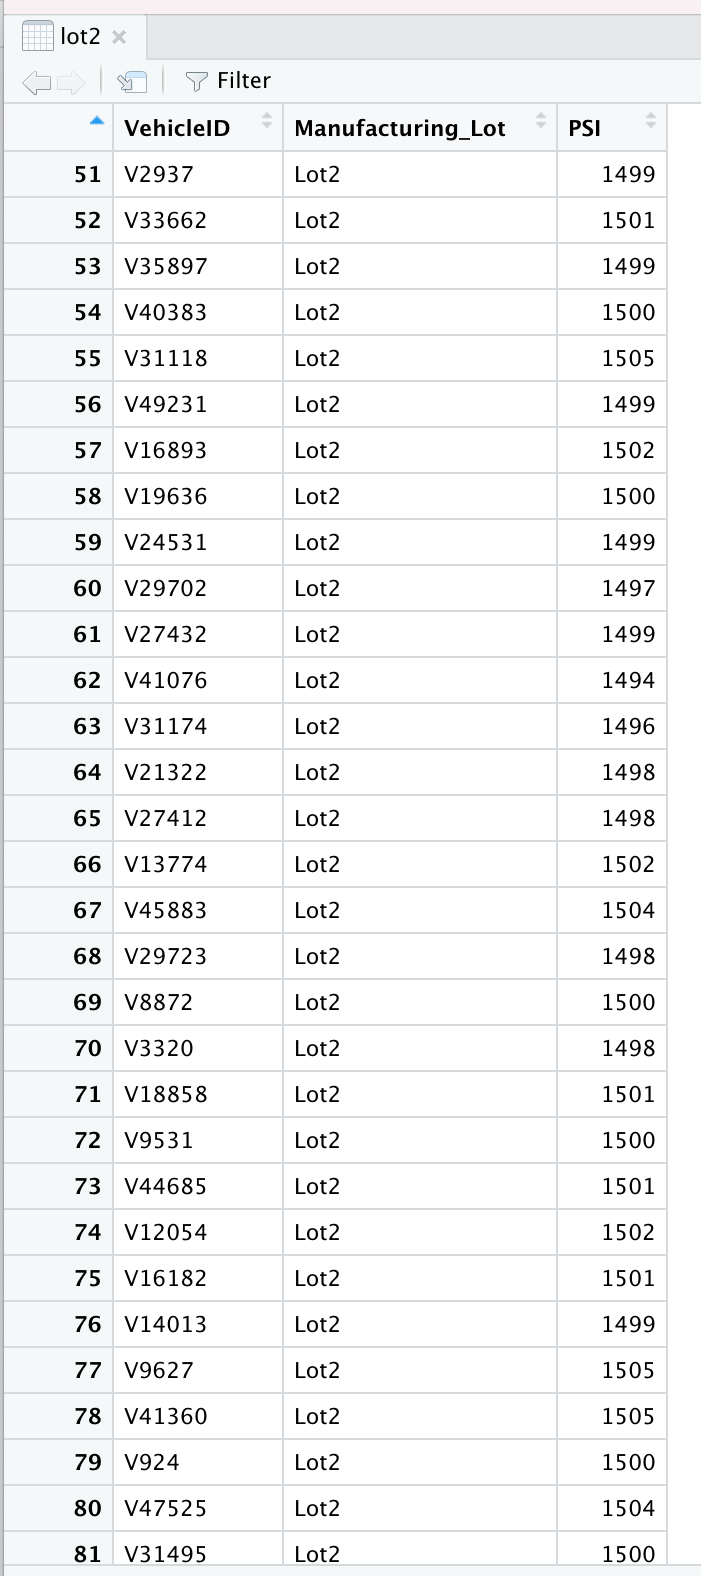 lot2
Filter
VehicleID Manufacturing_Lot PSI
51 V2937 Lot2 1499
52 V33662 Lot2 1501
53 V35897 Lot2 1499
54 V40383 Lot2 1500
55 V31118 Lot2 1505
56 V49231 Lot2 1499
57 V16893 Lot2 1502
58 V19636 Lot2 1500
59 V24531 Lot2 1499
60 V29702 Lot2 1497
61 V27432 Lot2 1499
62 V41076 Lot2 1494
63 V31174 Lot2 1496
64 V21322 Lot2 1498
65 V27412 Lot2 1498
66 V13774 Lot2 1502
67 V45883 Lot2 1504
68 V29723 Lot2 1498
69 V8872 Lot2 1500
70 V3320 Lot2 1498
71 V18858 Lot2 1501
72 V9531 Lot2 1500
73 V44685 Lot2 1501
74 V12054 Lot2 1502
75 V16182 Lot2 1501
76 V14013 Lot2 1499
77 V9627 Lot2 1505
78 V41360 Lot2 1505
79 V924 Lot2 1500
80 V47525 Lot2 1504
81 V31495 Lot2 1500